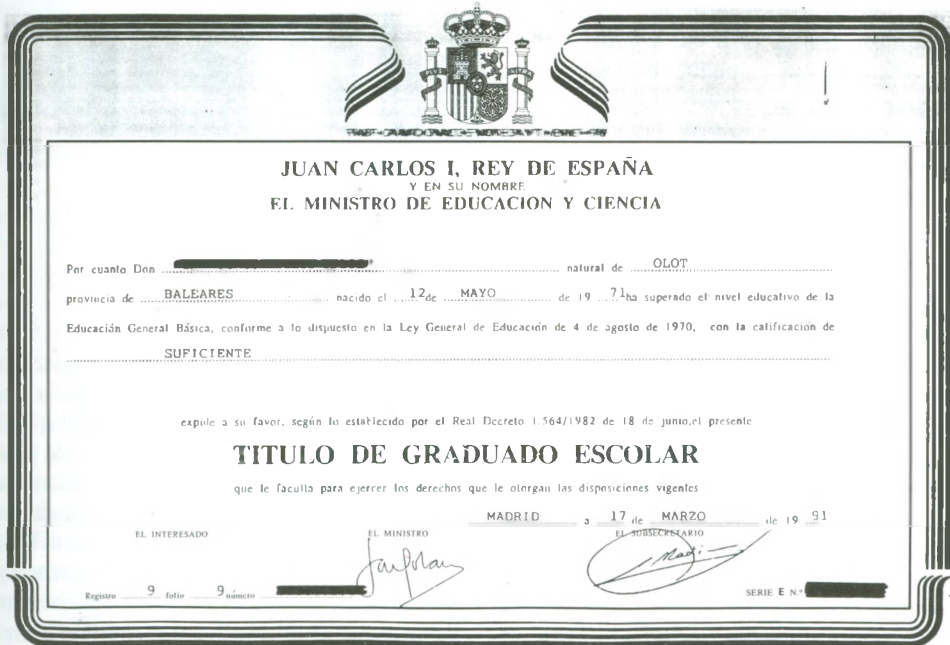 PLUS VLTRA
JUAN CARLOS I, REY DE ESPAÑA
Y EN SU NOMBRE
EL MINISTRO DE EDUCACION Y CIENCIA
Por cuanto Don natural de OLOT
provincia de BALEARES nacido el 12 de MAYO de 19 71 ha superado el nivel educativo de la
Educación General Básica, conforme a lo dispuesto en la Ley General de Educación de 4 de agosto de 1970, con la calificación de
SUFICIENTE
expide a su favor, según lo establecido por el Real Decreto 1.564/1982 de 18 de junio,el presente
TITULO DE GRADUADO ESCOLAR
que le faculta para ejercer los derechos que le otorgan las disposiciones vigentes
MADRID a 17 de MARZO de 19 91
EL INTERESADO EL MINISTRO EL SUBSECRETARIO
Registro 9 folio 9 número SERIE E N.º